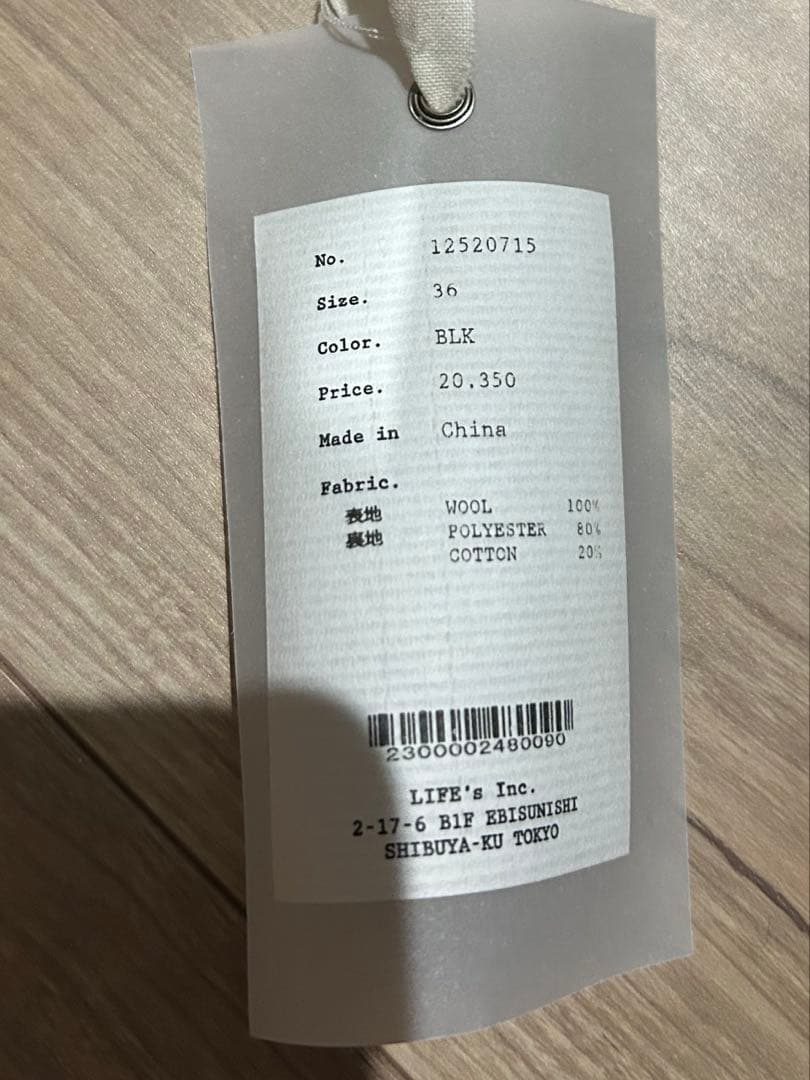 No. 12520715
Size. 36
Color. BLK
Price. 20,350
Made in China
Fabric.
表地 WOOL 100%
裏地 POLYESTER 80%
COTTON 20%
2300002480090
LIFE's Inc.
2-17-6 B1F EBISUNISHI
SHIBUYA-KU TOKYO